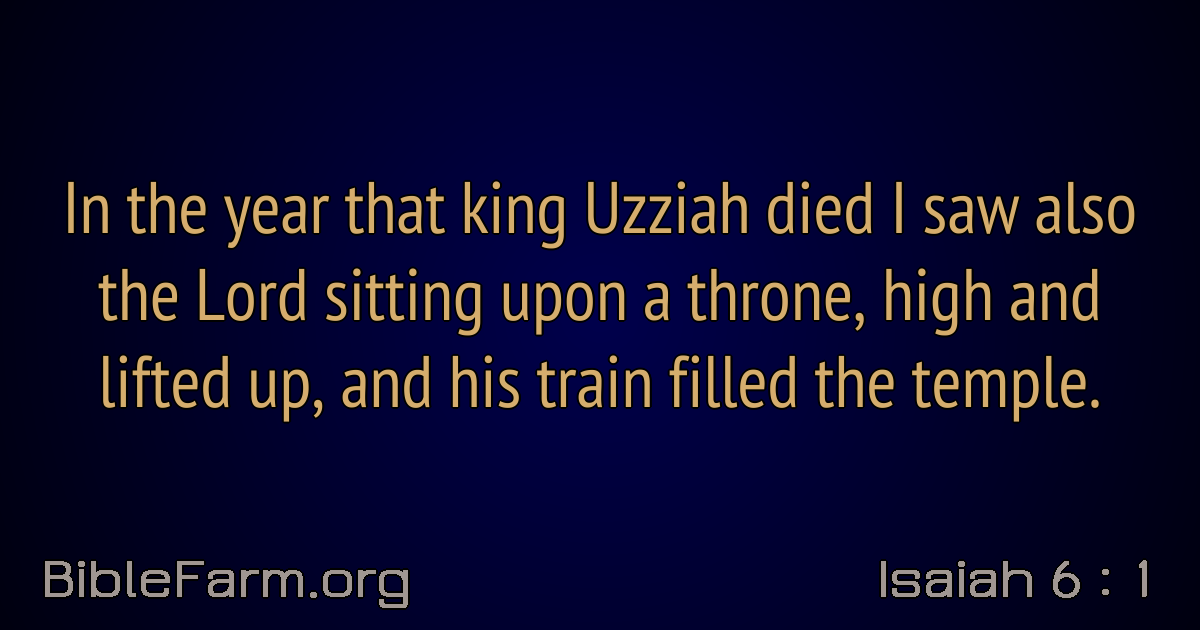 In the year that king Uzziah died I saw also
the Lord sitting upon a throne, high and
lifted up, and his train filled the temple.
BibleFarm.org
Isaiah 6 : 1